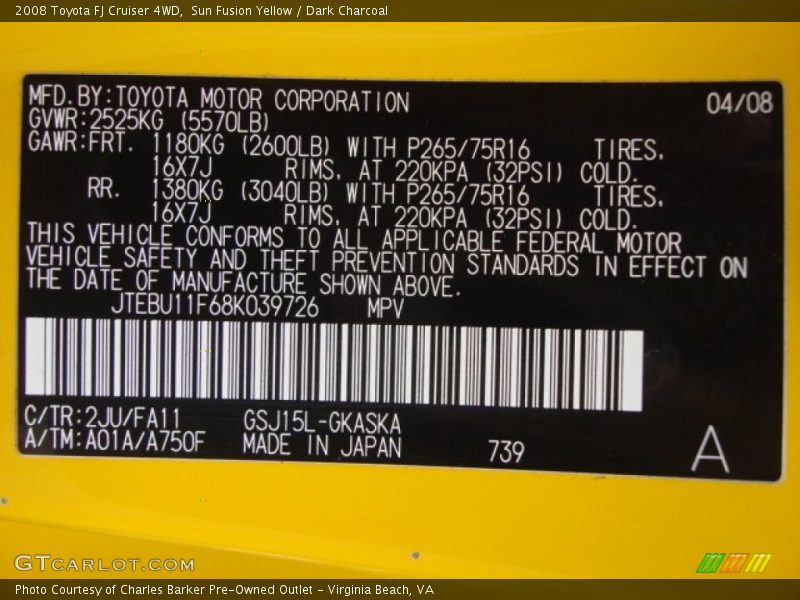 2008 Toyota FJ Cruiser 4WD,  Sun Fusion Yellow / Dark Charcoal
MFD.BY:TOYOTA MOTOR CORPORATION 04/08
GVWR:2525KG (5570LB)
GAWR:FRT. 1180KG (2600LB) WITH P265/75R16 TIRES.
16X7J RIMS. AT 220KPA (32PSI) COLD.
RR. 1380KG (3040LB) WITH P265/75R16 TIRES.
16X7J RIMS. AT 220KPA (32PSI) COLD.
THIS VEHICLE CONFORMS TO ALL APPLICABLE FEDERAL MOTOR
VEHICLE SAFETY AND THEFT PREVENTION STANDARDS IN EFFECT ON
THE DATE OF MANUFACTURE SHOWN ABOVE.
JTEBU11F68K039726 MPV
C/TR:2JU/FA11 GSJ15L-GKASKA
A/TM:A01A/A750F MADE IN JAPAN 739 A
GTCARLOT.COM
Photo Courtesy of Charles Barker Pre-Owned Outlet - Virginia Beach, VA